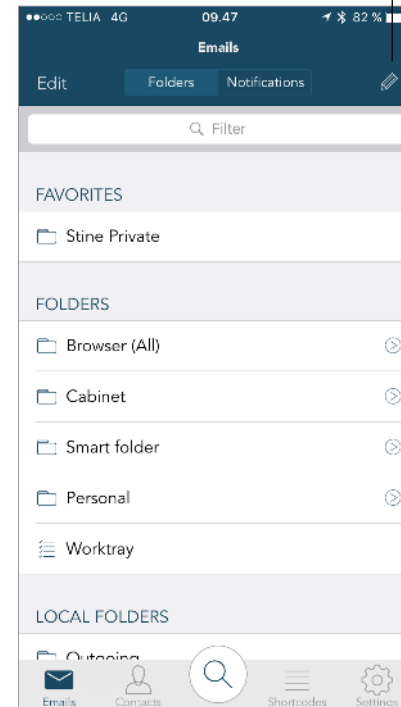 TELIA 4G 09.47 82 %
Emails
Edit Folders Notifications
Filter
FAVORITES
Stine Private
FOLDERS
Browser (All)
Cabinet
Smart folder
Personal
Worktray
LOCAL FOLDERS
Outgoing
Emails Contacts Shortcodes Settings